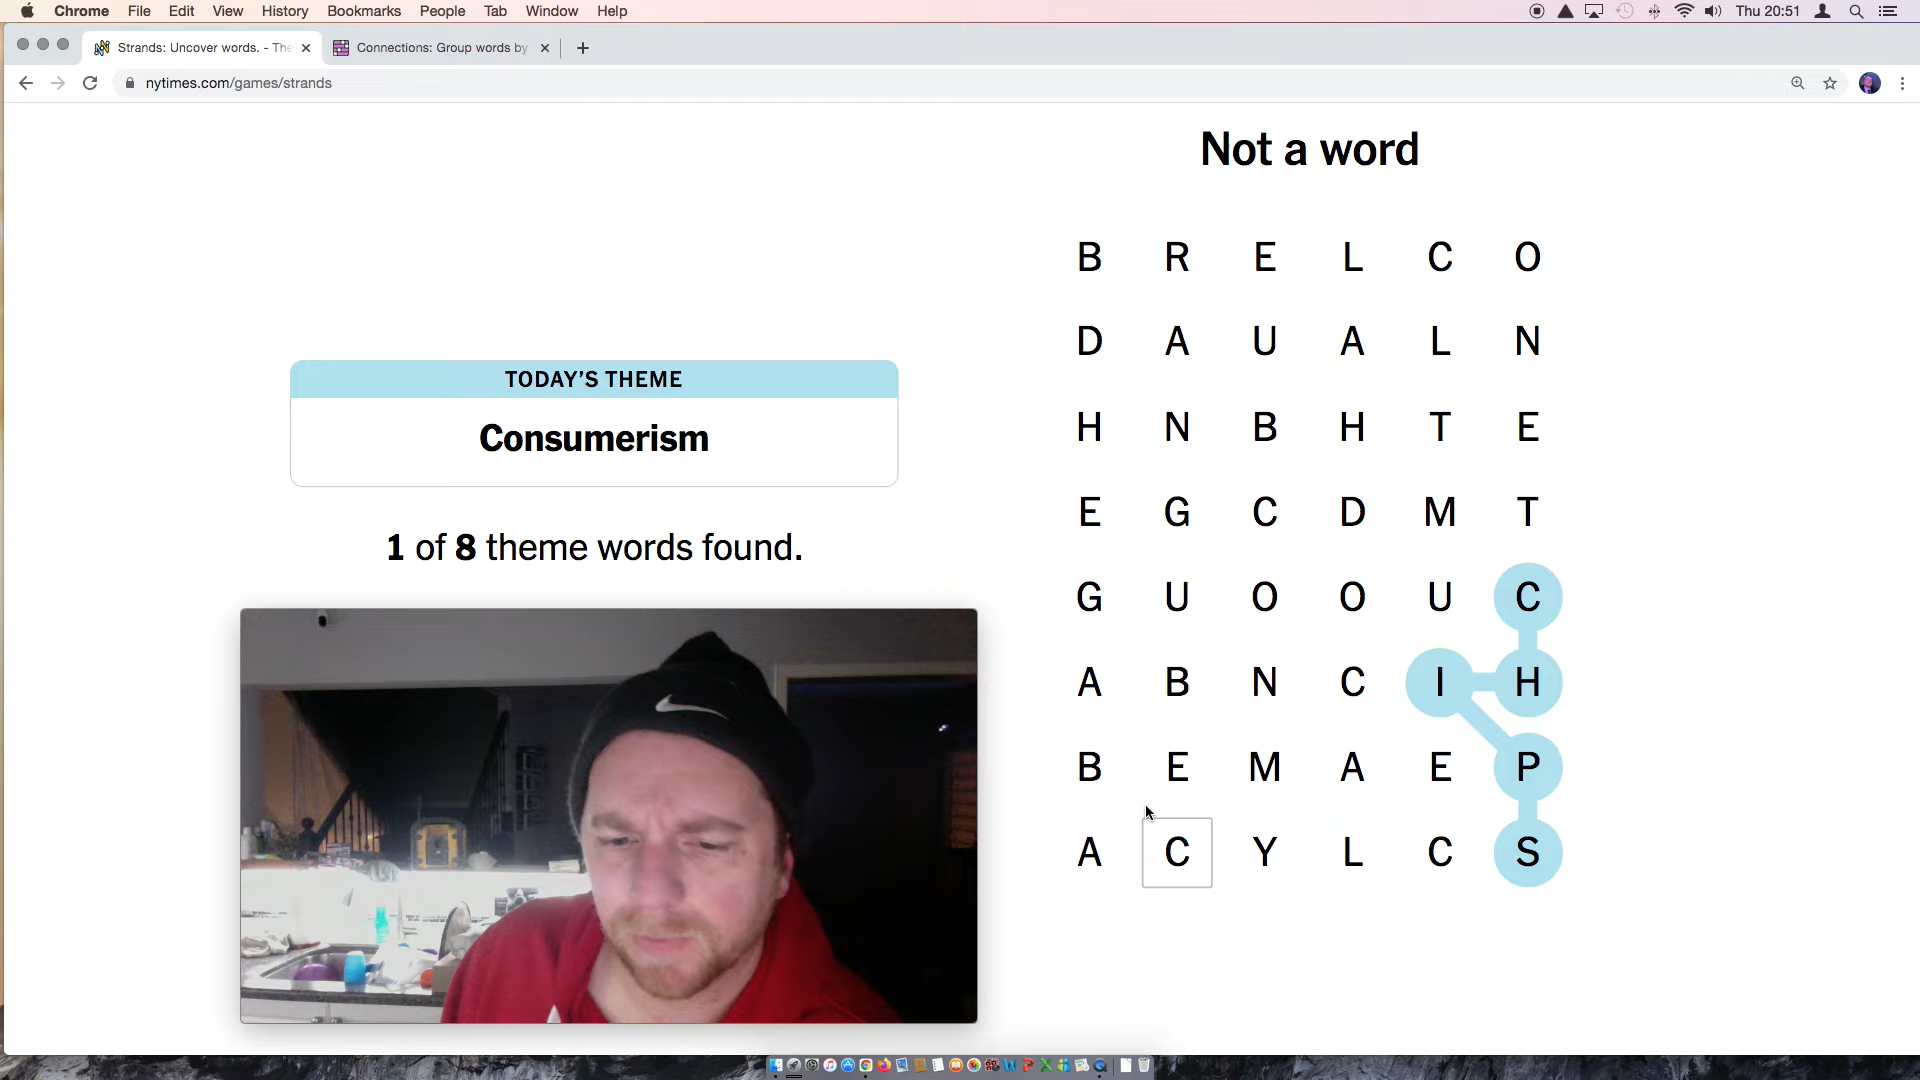 Chrome File Edit View History Bookmarks People Tab Window Help Thu 20:51
Strands: Uncover words. - The Connections: Group words by
nytimes.com/games/strands
Not a word
B R E L C O
D A U A L N
H N B H T E
E G C D M T
G U O O U C
A B N C I H
B E M A E P
A C Y L C S
TODAY'S THEME
Consumerism
1 of 8 theme words found.